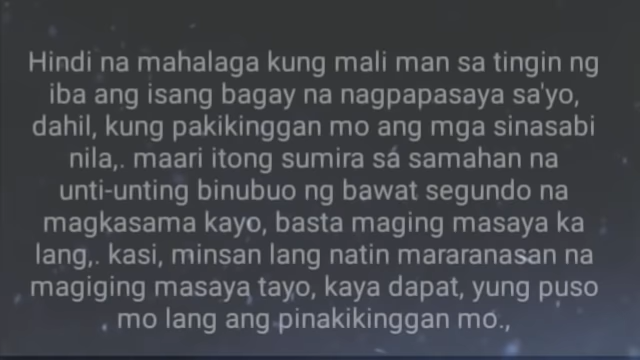 Hindi na mahalaga kung mali man sa tingin ng
iba ang isang bagay na nagpapasaya sa'yo,
dahil, kung pakikinggan mo ang mga sinasabi
nila,. maari itong sumira sá samahan na
unti-unting binubuo ng bawat segundo na
magkasama kayo, basta maging masaya ka
lang,. kasi, minsan lang natin mararanasan na
magiging masaya tayo, kaya dapat, yung puso
mo lang ang pinakikinggan mo.,